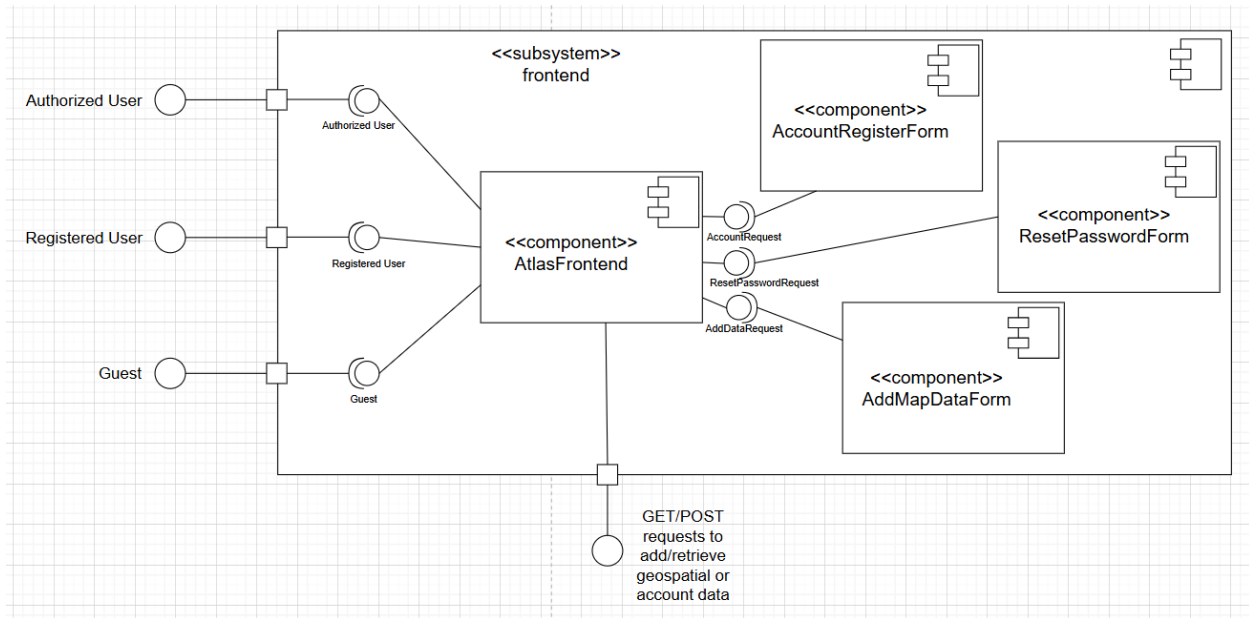 <<subsystem>>
frontend
Authorized User
Authorized User
<<component>>
AccountRegisterForm
Registered User
Registered User
<<component>>
AtlasFrontend
AccountRequest
ResetPasswordRequest
AddDataRequest
<<component>>
ResetPasswordForm
Guest
Guest
<<component>>
AddMapDataForm
GET/POST
requests to
add/retrieve
geospatial or
account data